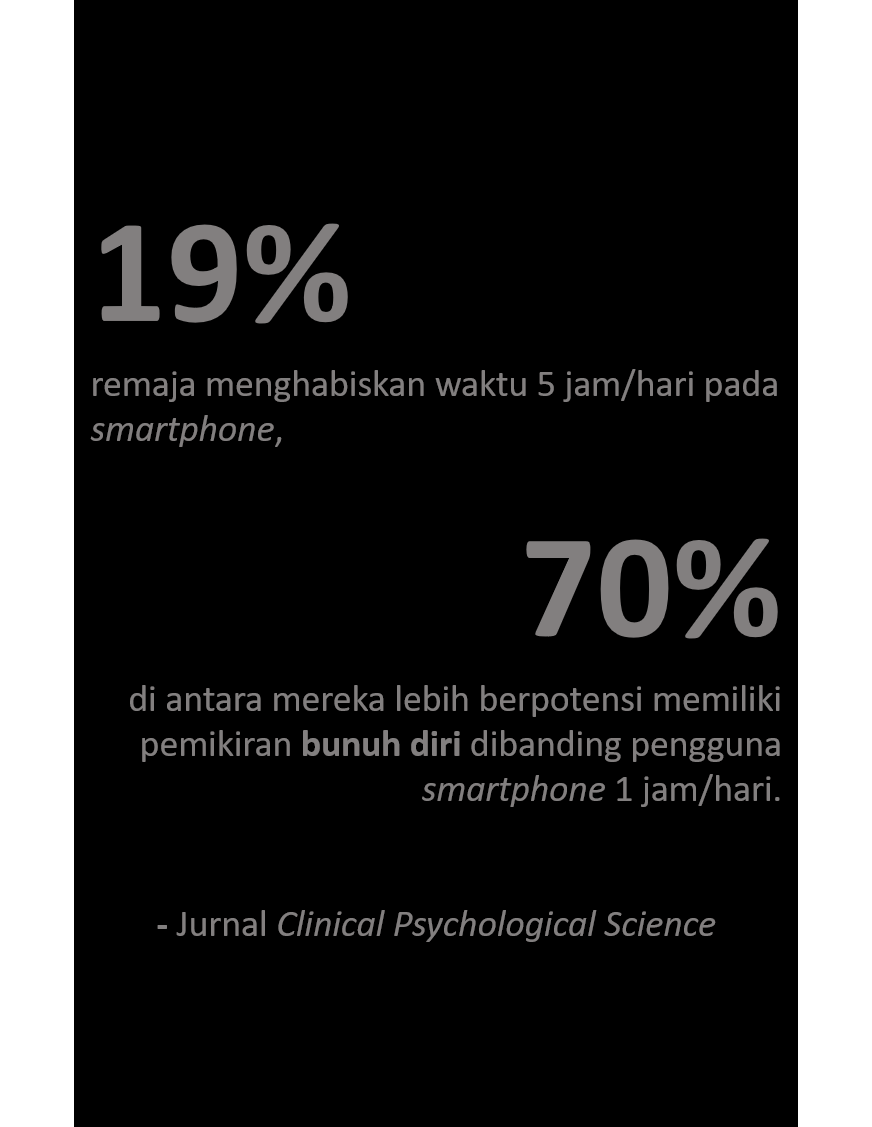 19%
remaja menghabiskan waktu 5 jam/hari pada
smartphone,
70%
di antara mereka lebih berpotensi memiliki
pemikiran bunuh diri dibanding pengguna
smartphone 1 jam/hari.
- Jurnal Clinical Psychological Science